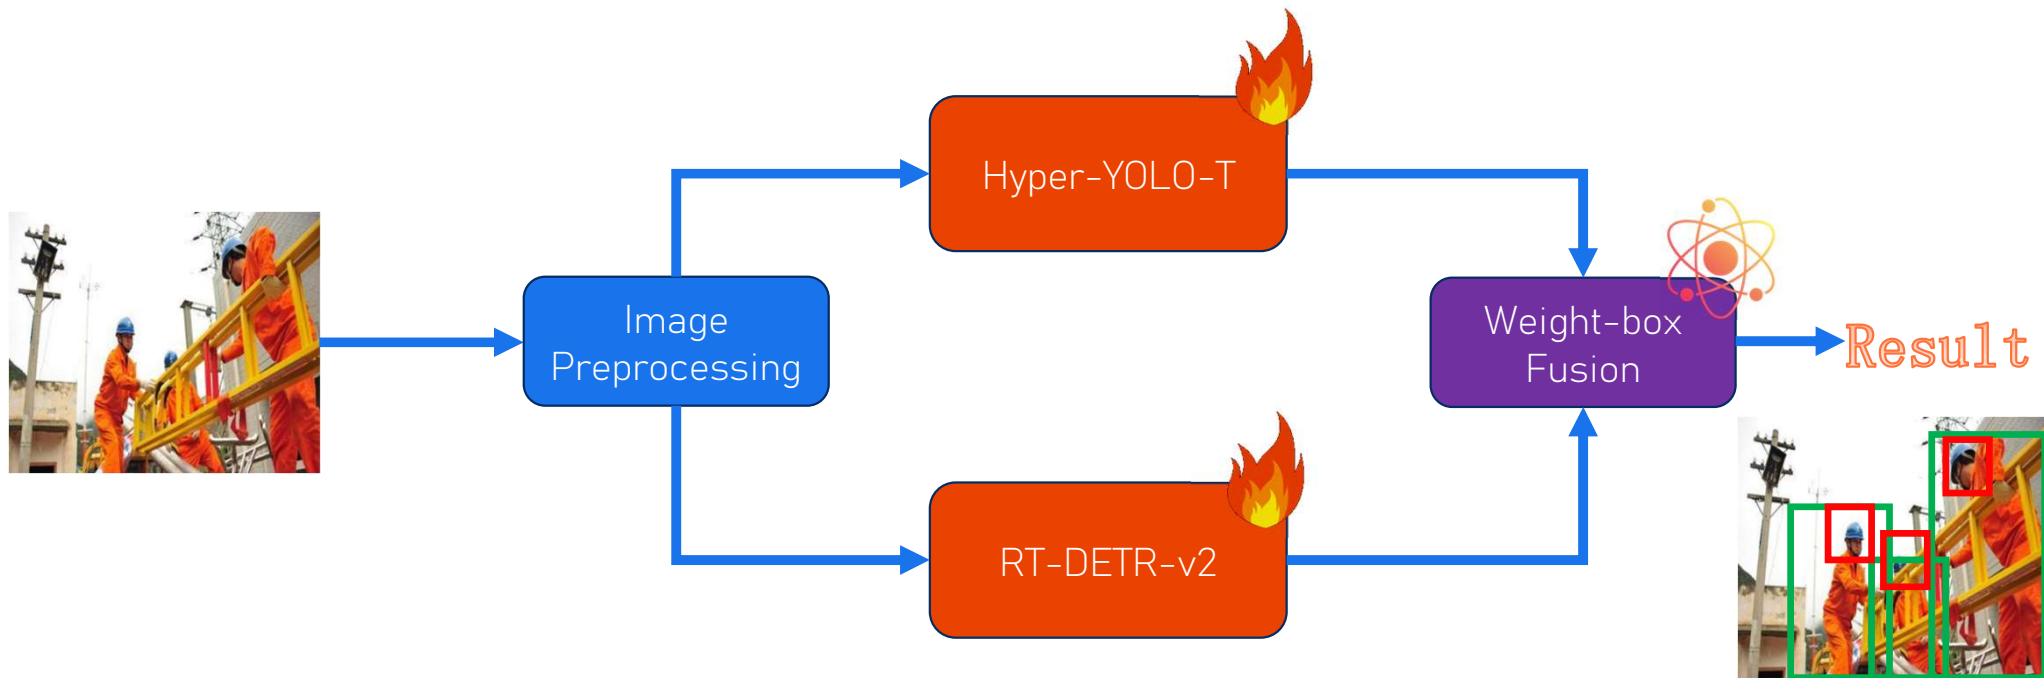 Hyper-YOLO-T
Image
Preprocessing
Weight-box
Fusion
Result
RT-DETR-v2